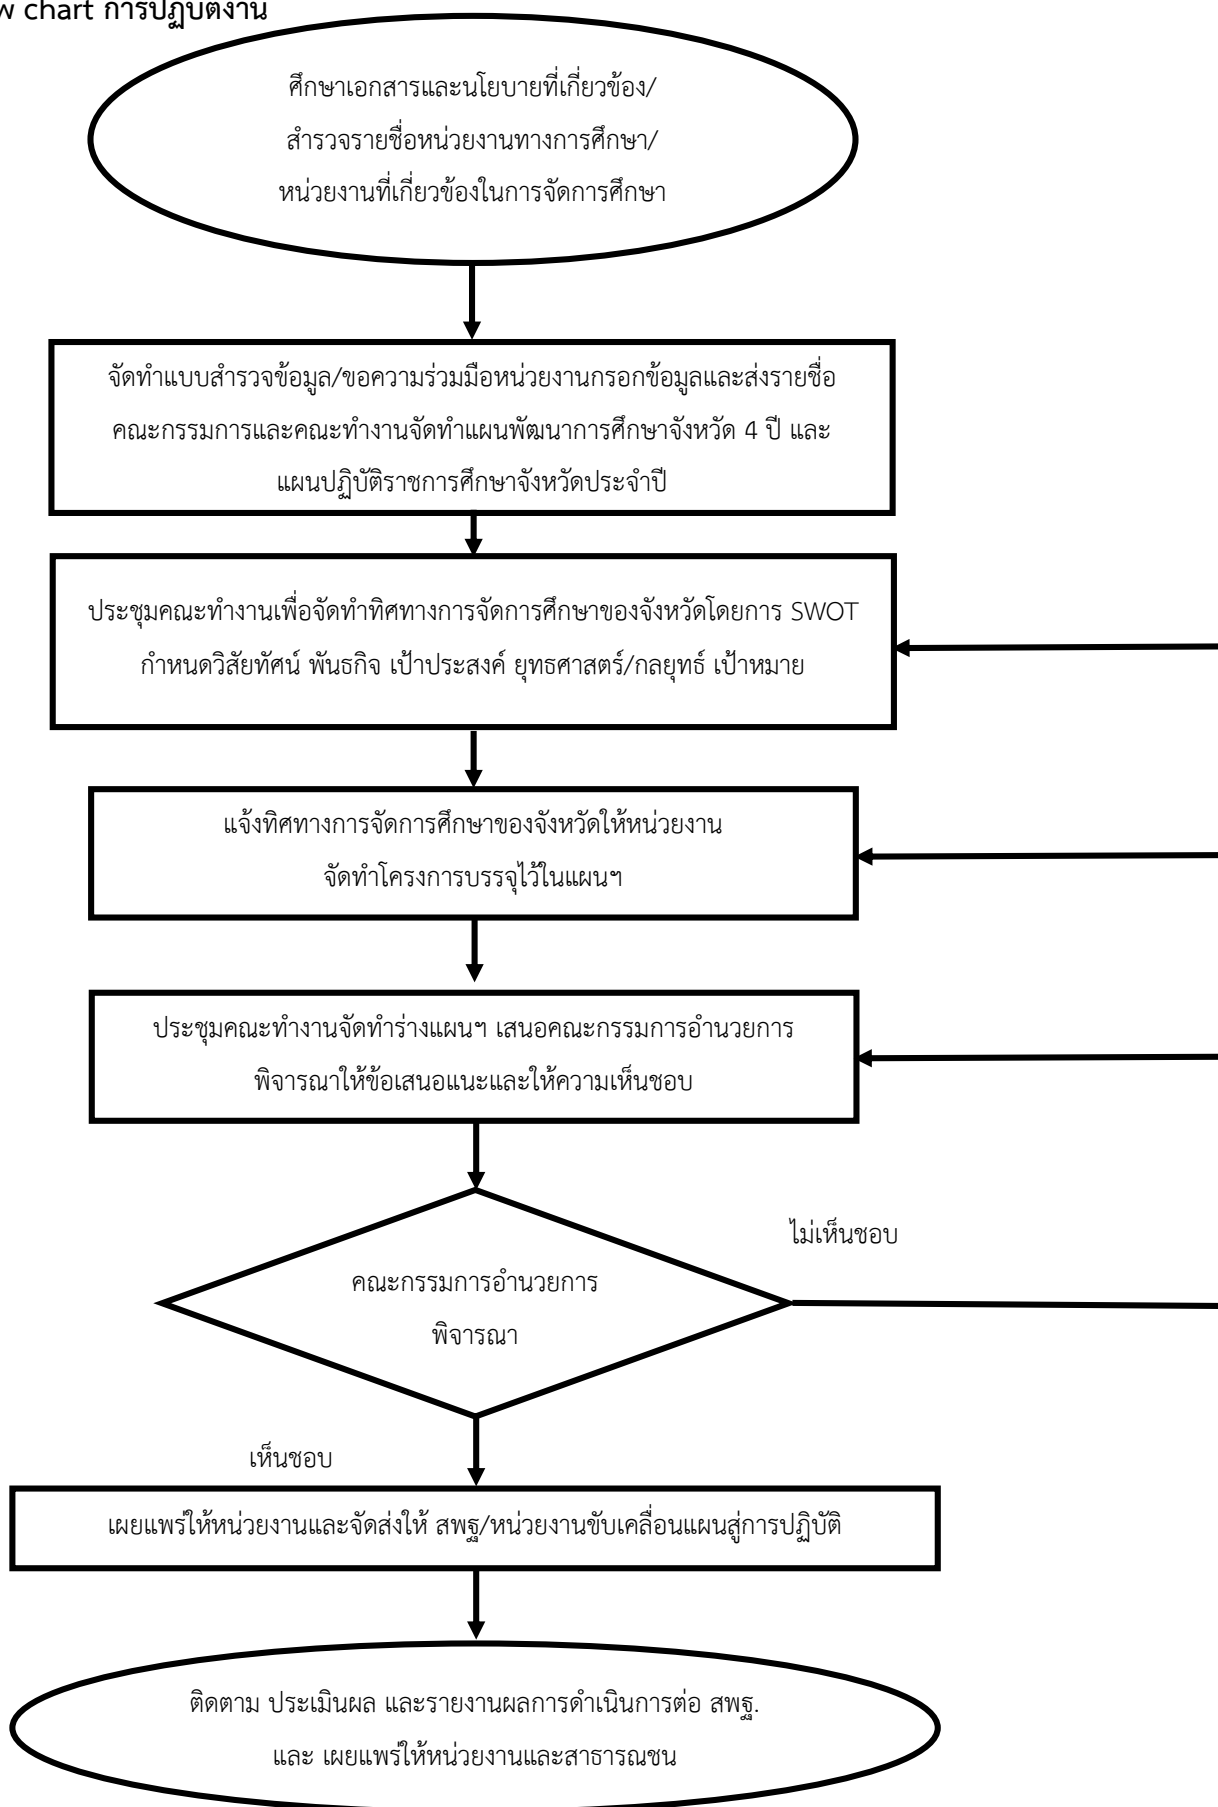 w chart การปฏิบัติงาน
ศึกษาเอกสารและนโยบายที่เกี่ยวข้อง/
สำรวจรายชื่อหน่วยงานทางการศึกษา/
หน่วยงานที่เกี่ยวข้องในการจัดการศึกษา
จัดทำแบบสำรวจข้อมูล/ขอความร่วมมือหน่วยงานกรอกข้อมูลและส่งรายชื่อ
คณะกรรมการและคณะทำงานจัดทำแผนพัฒนาการศึกษาจังหวัด 4 ปี และ
แผนปฏิบัติราชการศึกษาจังหวัดประจำปี
ประชุมคณะทำงานเพื่อจัดทำทิศทางการจัดการศึกษาของจังหวัดโดยการ SWOT
กำหนดวิสัยทัศน์ พันธกิจ เป้าประสงค์ ยุทธศาสตร์/กลยุทธ์ เป้าหมาย
แจ้งทิศทางการจัดการศึกษาของจังหวัดให้หน่วยงาน
จัดทำโครงการบรรจุไว้ในแผนฯ
ประชุมคณะทำงานจัดทำร่างแผนฯ เสนอคณะกรรมการอำนวยการ
พิจารณาให้ข้อเสนอแนะและให้ความเห็นชอบ
ไม่เห็นชอบ
คณะกรรมการอำนวยการ
พิจารณา
เห็นชอบ
เผยแพร่ให้หน่วยงานและจัดส่งให้ สพฐ/หน่วยงานขับเคลื่อนแผนสู่การปฏิบัติ
ติดตาม ประเมินผล และรายงานผลการดำเนินการต่อ สพฐ.
และ เผยแพร่ให้หน่วยงานและสาธารณชน